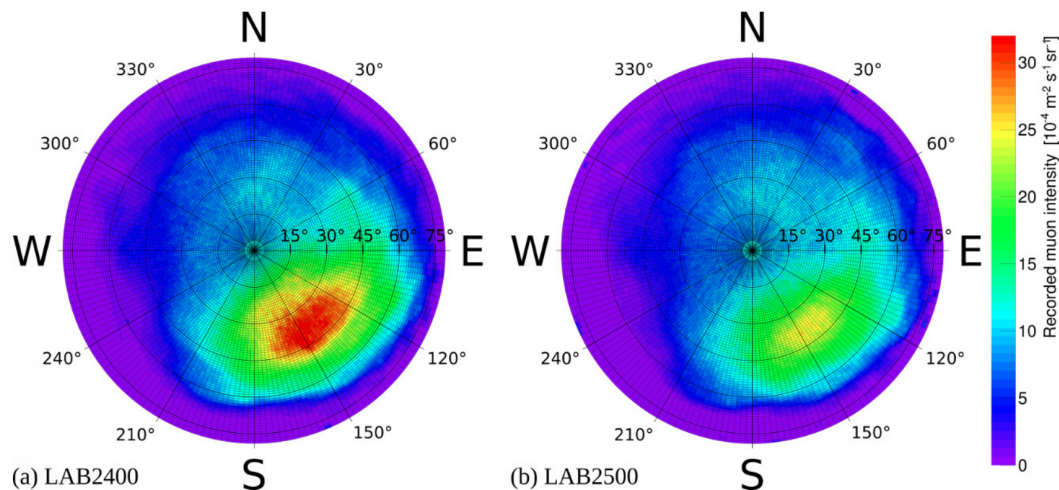 N
330°
30°
300°
60°
W
15° 30° 45° 60° 75°
E
240°
120°
210°
150°
S
(a) LAB2400
N
330°
30°
300°
60°
W
15° 30° 45° 60° 75°
E
240°
120°
210°
150°
S
(b) LAB2500
30
25
20
15
10
5
0
Recorded muon intensity [10⁻⁴ m⁻² s⁻¹ sr⁻¹]